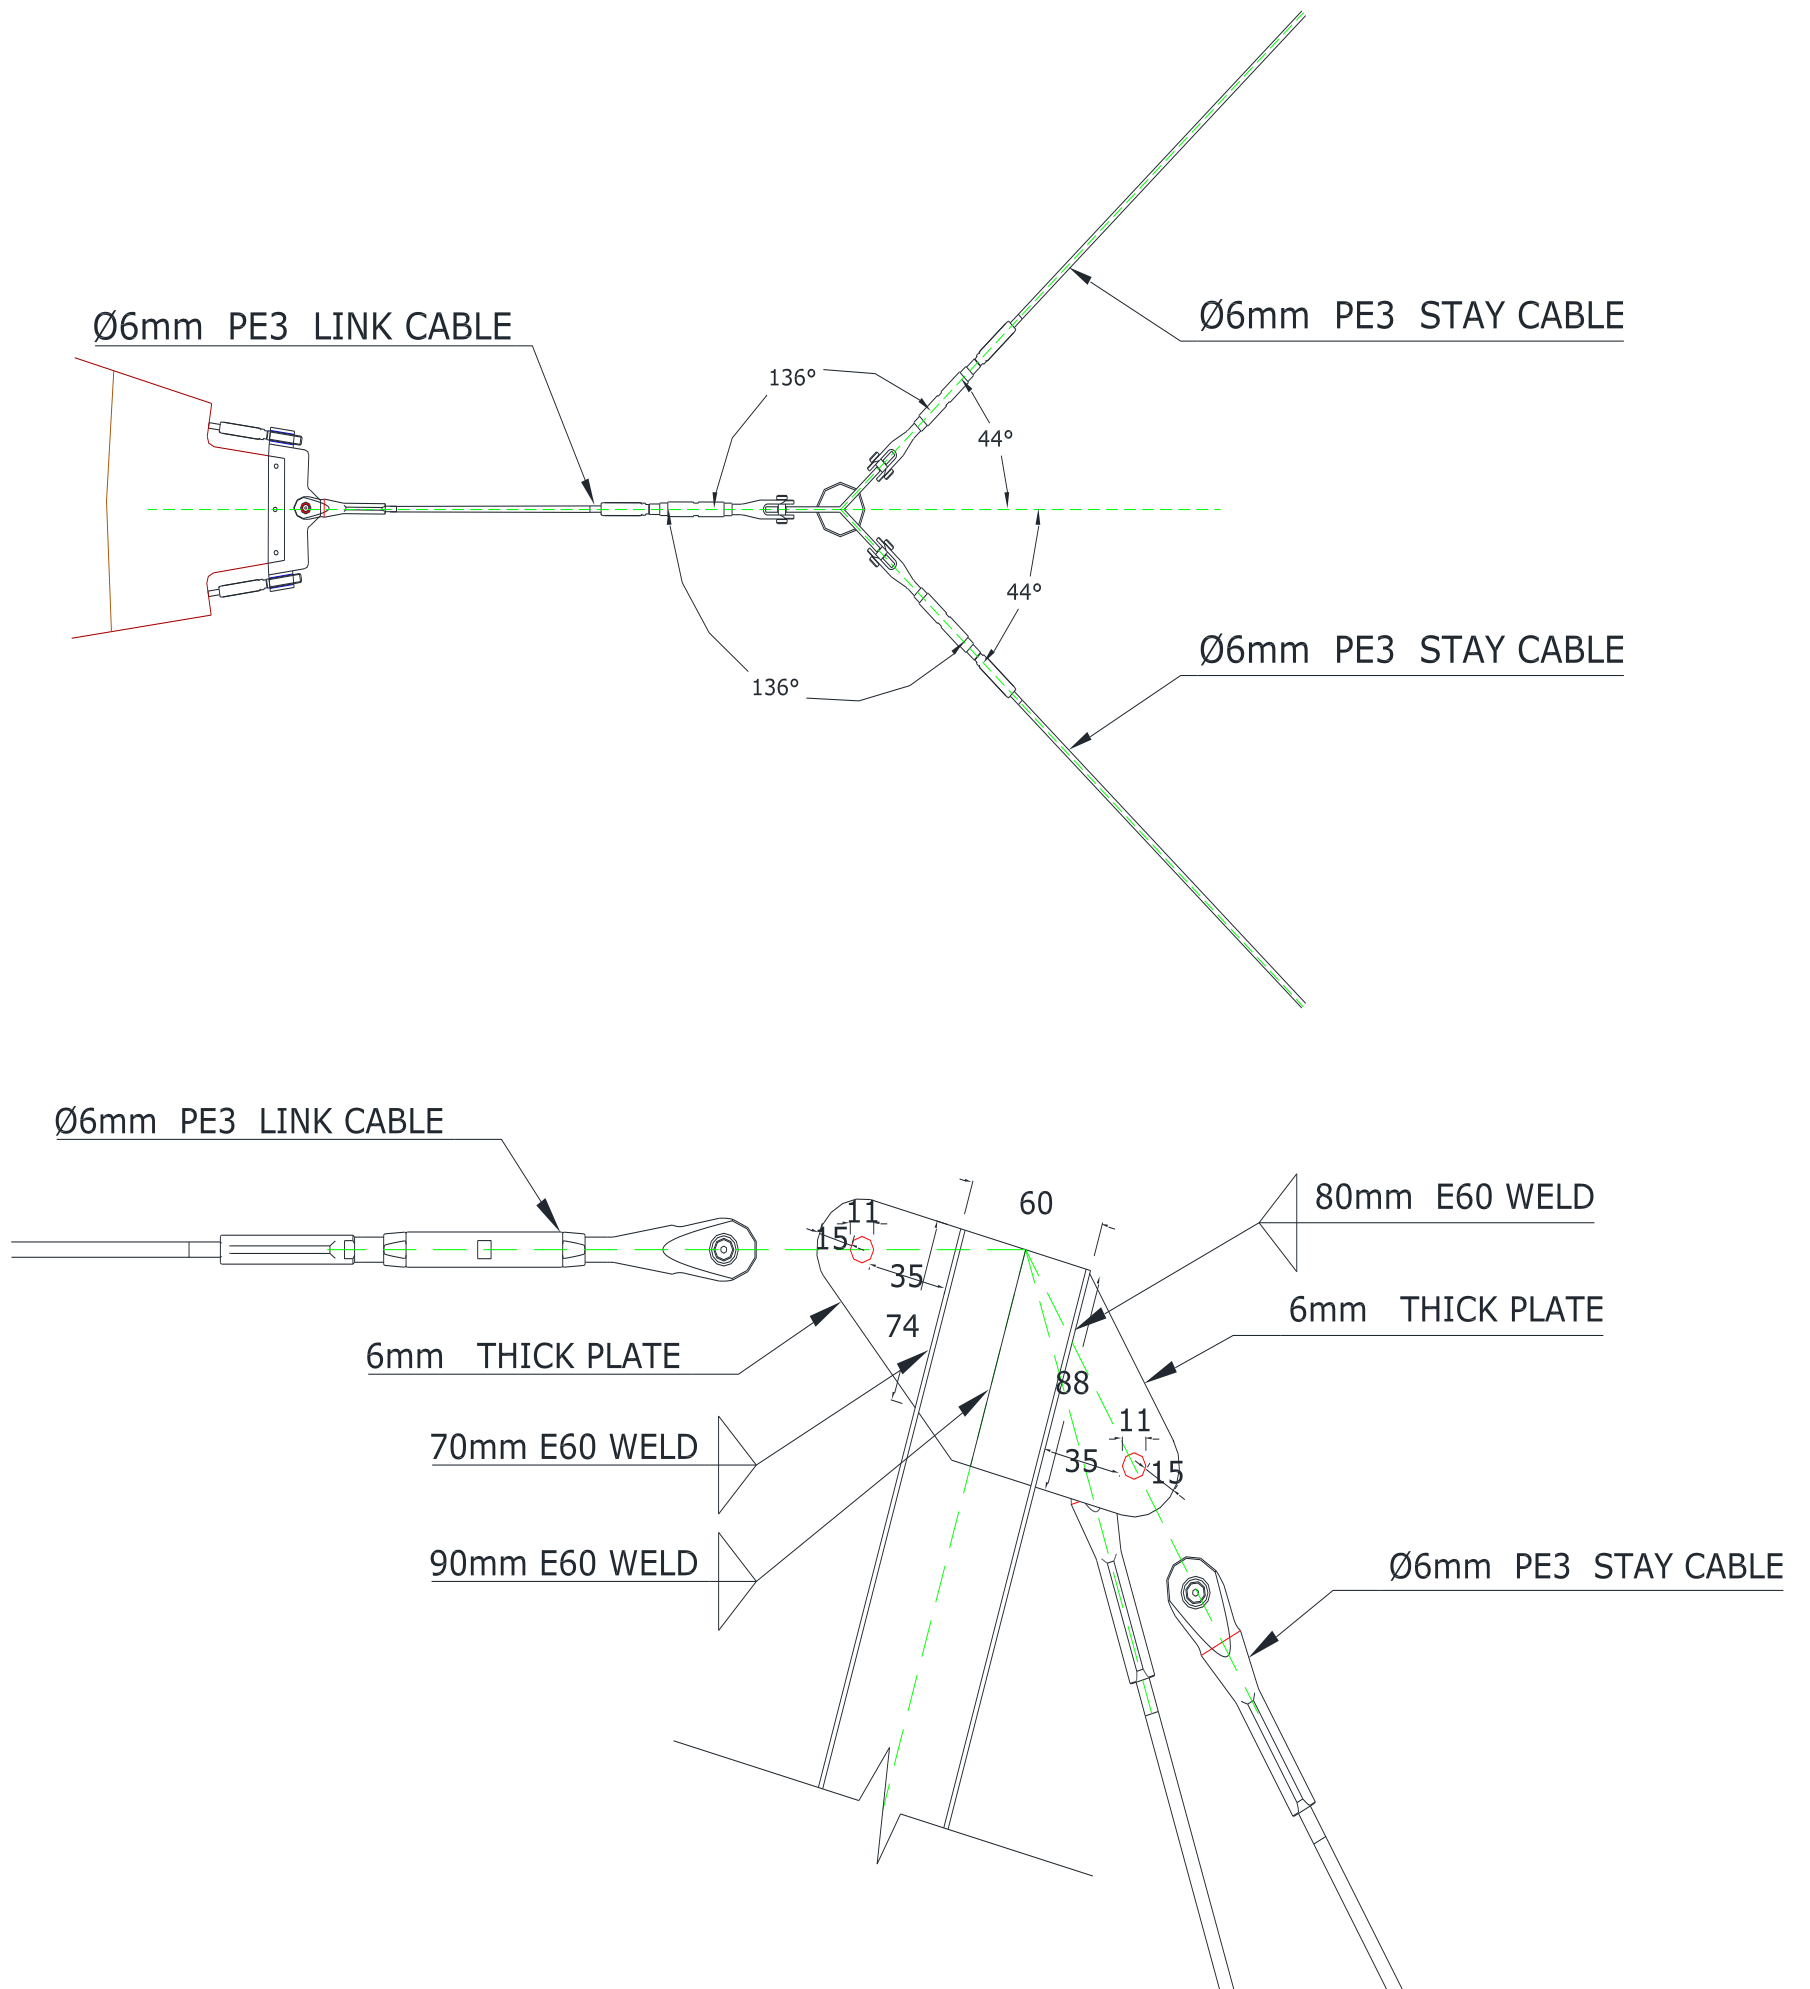 Ø6mm PE3 STAY CABLE
Ø6mm PE3 LINK CABLE
136°
44°
44°
Ø6mm PE3 STAY CABLE
136°
Ø6mm PE3 LINK CABLE
60
80mm E60 WELD
11
15
35
6mm THICK PLATE
74
6mm THICK PLATE
88
11
70mm E60 WELD
35
15
90mm E60 WELD
Ø6mm PE3 STAY CABLE